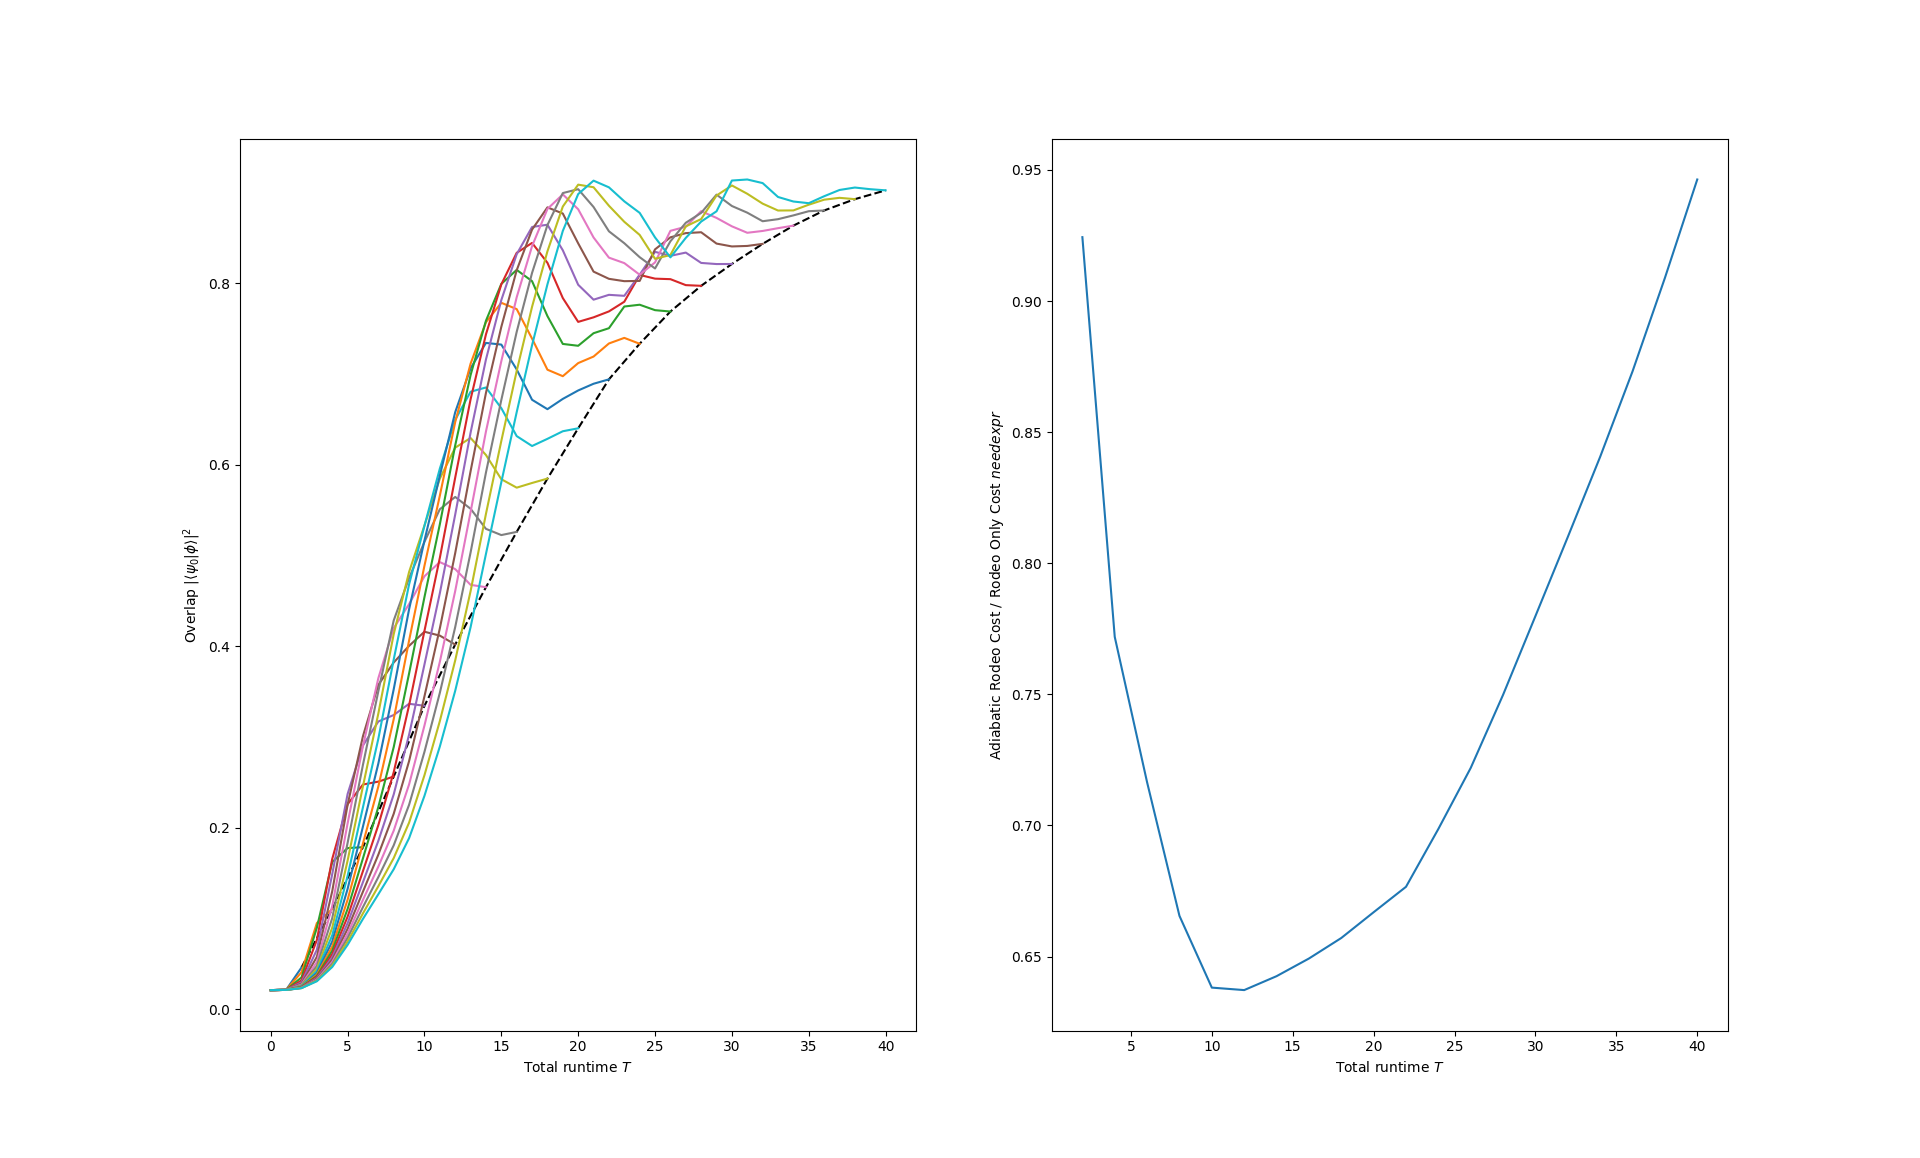 Overlap |⟨ψ₀|ϕ⟩|²
0.8
0.6
0.4
0.2
0.0
0 5 10 15 20 25 30 35 40
Total runtime T
Adiabatic Rodeo Cost / Rodeo Only Cost needexpr
0.95
0.90
0.85
0.80
0.75
0.70
0.65
5 10 15 20 25 30 35 40
Total runtime T